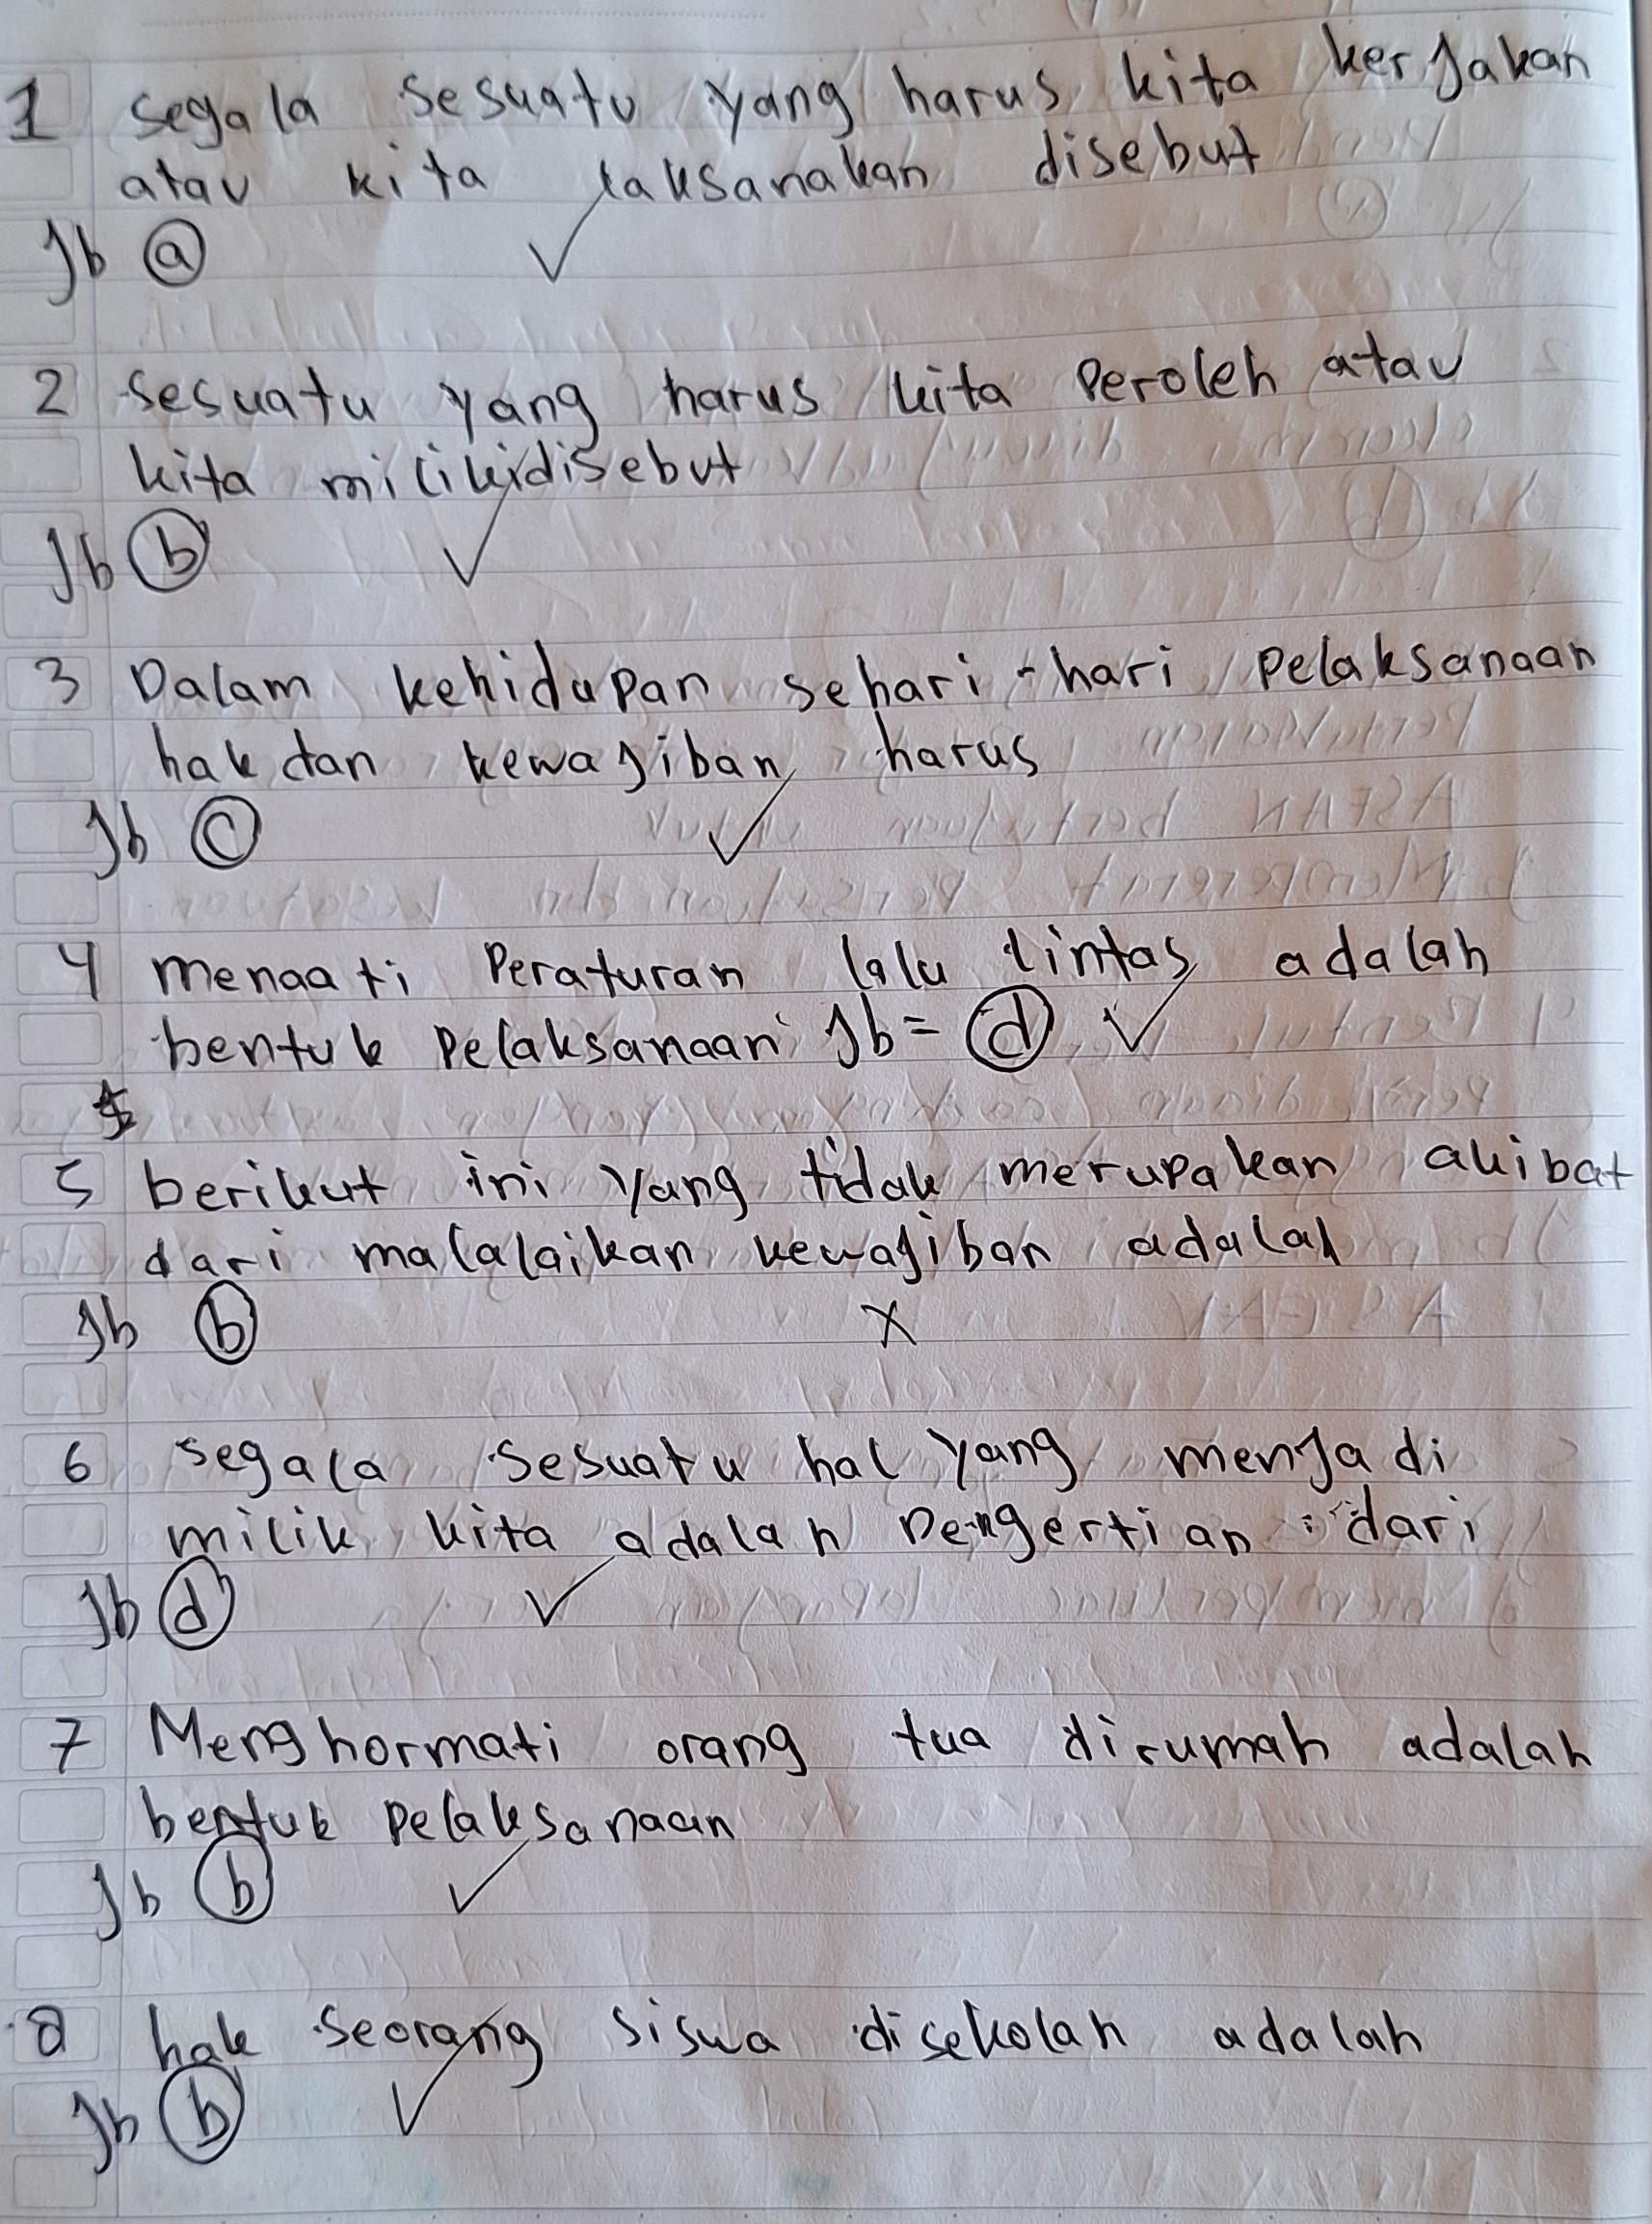 1 segala sesuatu yang harus kita kerjakan
atau kita laksanakan disebut
Jb a
2 sesuatu yang harus kita peroleh atau
kita milikidisebut
Jb b
3 Dalam kehidupan sehari-hari pelaksanaan
hak dan kewajiban harus
Jb c
4 menaati peraturan lalu lintas adalah
bentuk pelaksanaan Jb = d
5 berikut ini yang tidak merupakan akibat
dari malalaikan kewajiban adalah
Jb b
x
6 segala sesuatu hal yang menjadi
milik kita adalah pengertian dari
Jb d
7 Menghormati orang tua dirumah adalah
bentuk pelaksanaan
Jb b
8 hak seorang siswa disekolah adalah
Jb b